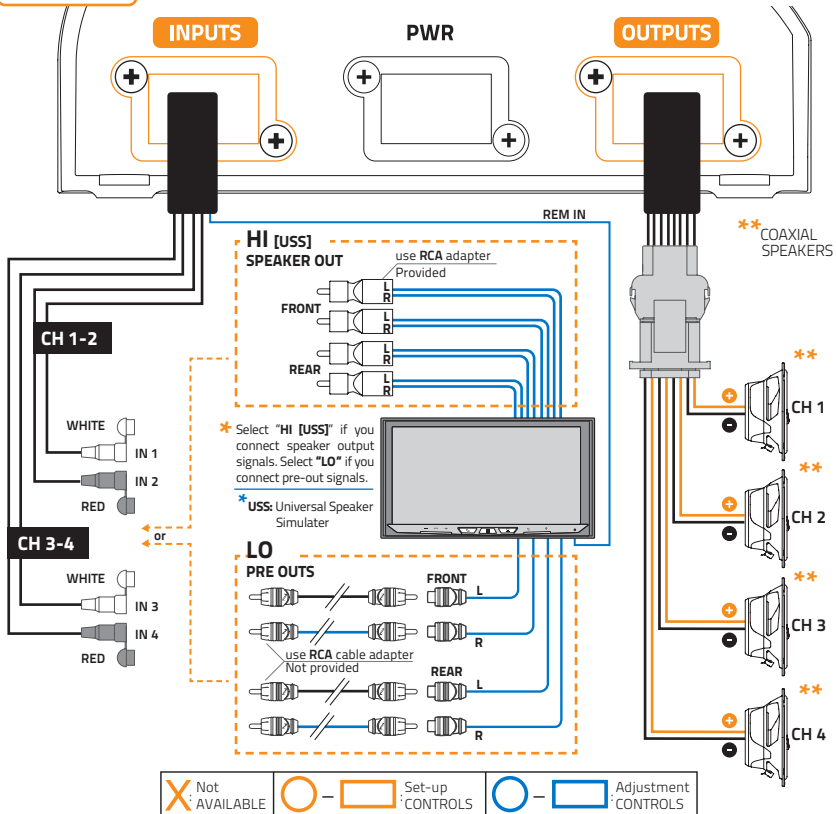 INPUTS
PWR
OUTPUTS
REM IN
** COAXIAL
SPEAKERS
HI [USS]
SPEAKER OUT
use RCA adapter
Provided
L
R
FRONT
L
R
L
R
REAR
L
R
CH 1-2
WHITE
IN 1
IN 2
RED
* Select "HI [USS]" if you
connect speaker output
signals. Select "LO" if you
connect pre-out signals.
* USS: Universal Speaker
Simulater
or
CH 3-4
WHITE
IN 3
IN 4
RED
LO
PRE OUTS
FRONT
L
R
use RCA cable adapter
Not provided
REAR
L
R
**
+
CH 1
-
**
+
CH 2
-
**
+
CH 3
-
**
+
CH 4
-
X : Not
AVAILABLE
– : Set-up
CONTROLS
– : Adjustment
CONTROLS